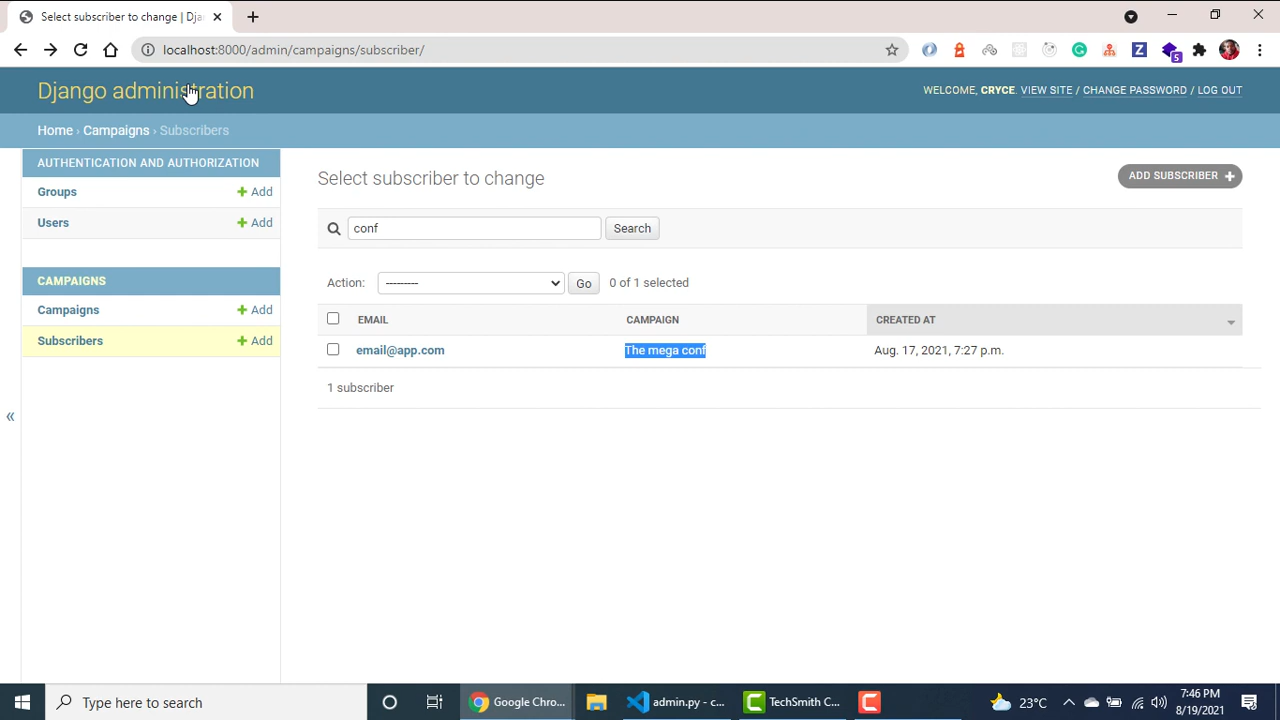 Select subscriber to change | Dja
localhost:8000/admin/campaigns/subscriber/
5
Django administration
WELCOME, CRYCE. VIEW SITE / CHANGE PASSWORD / LOG OUT
Home › Campaigns › Subscribers
AUTHENTICATION AND AUTHORIZATION
Groups + Add
Users + Add
CAMPAIGNS
Campaigns + Add
Subscribers + Add
«
Select subscriber to change
ADD SUBSCRIBER +
conf Search
Action: --------- Go 0 of 1 selected
EMAIL CAMPAIGN CREATED AT
email@app.com The mega conf Aug. 17, 2021, 7:27 p.m.
1 subscriber
Type here to search
Google Chro...
admin.py - c...
TechSmith C...
23°C
7:46 PM
8/19/2021